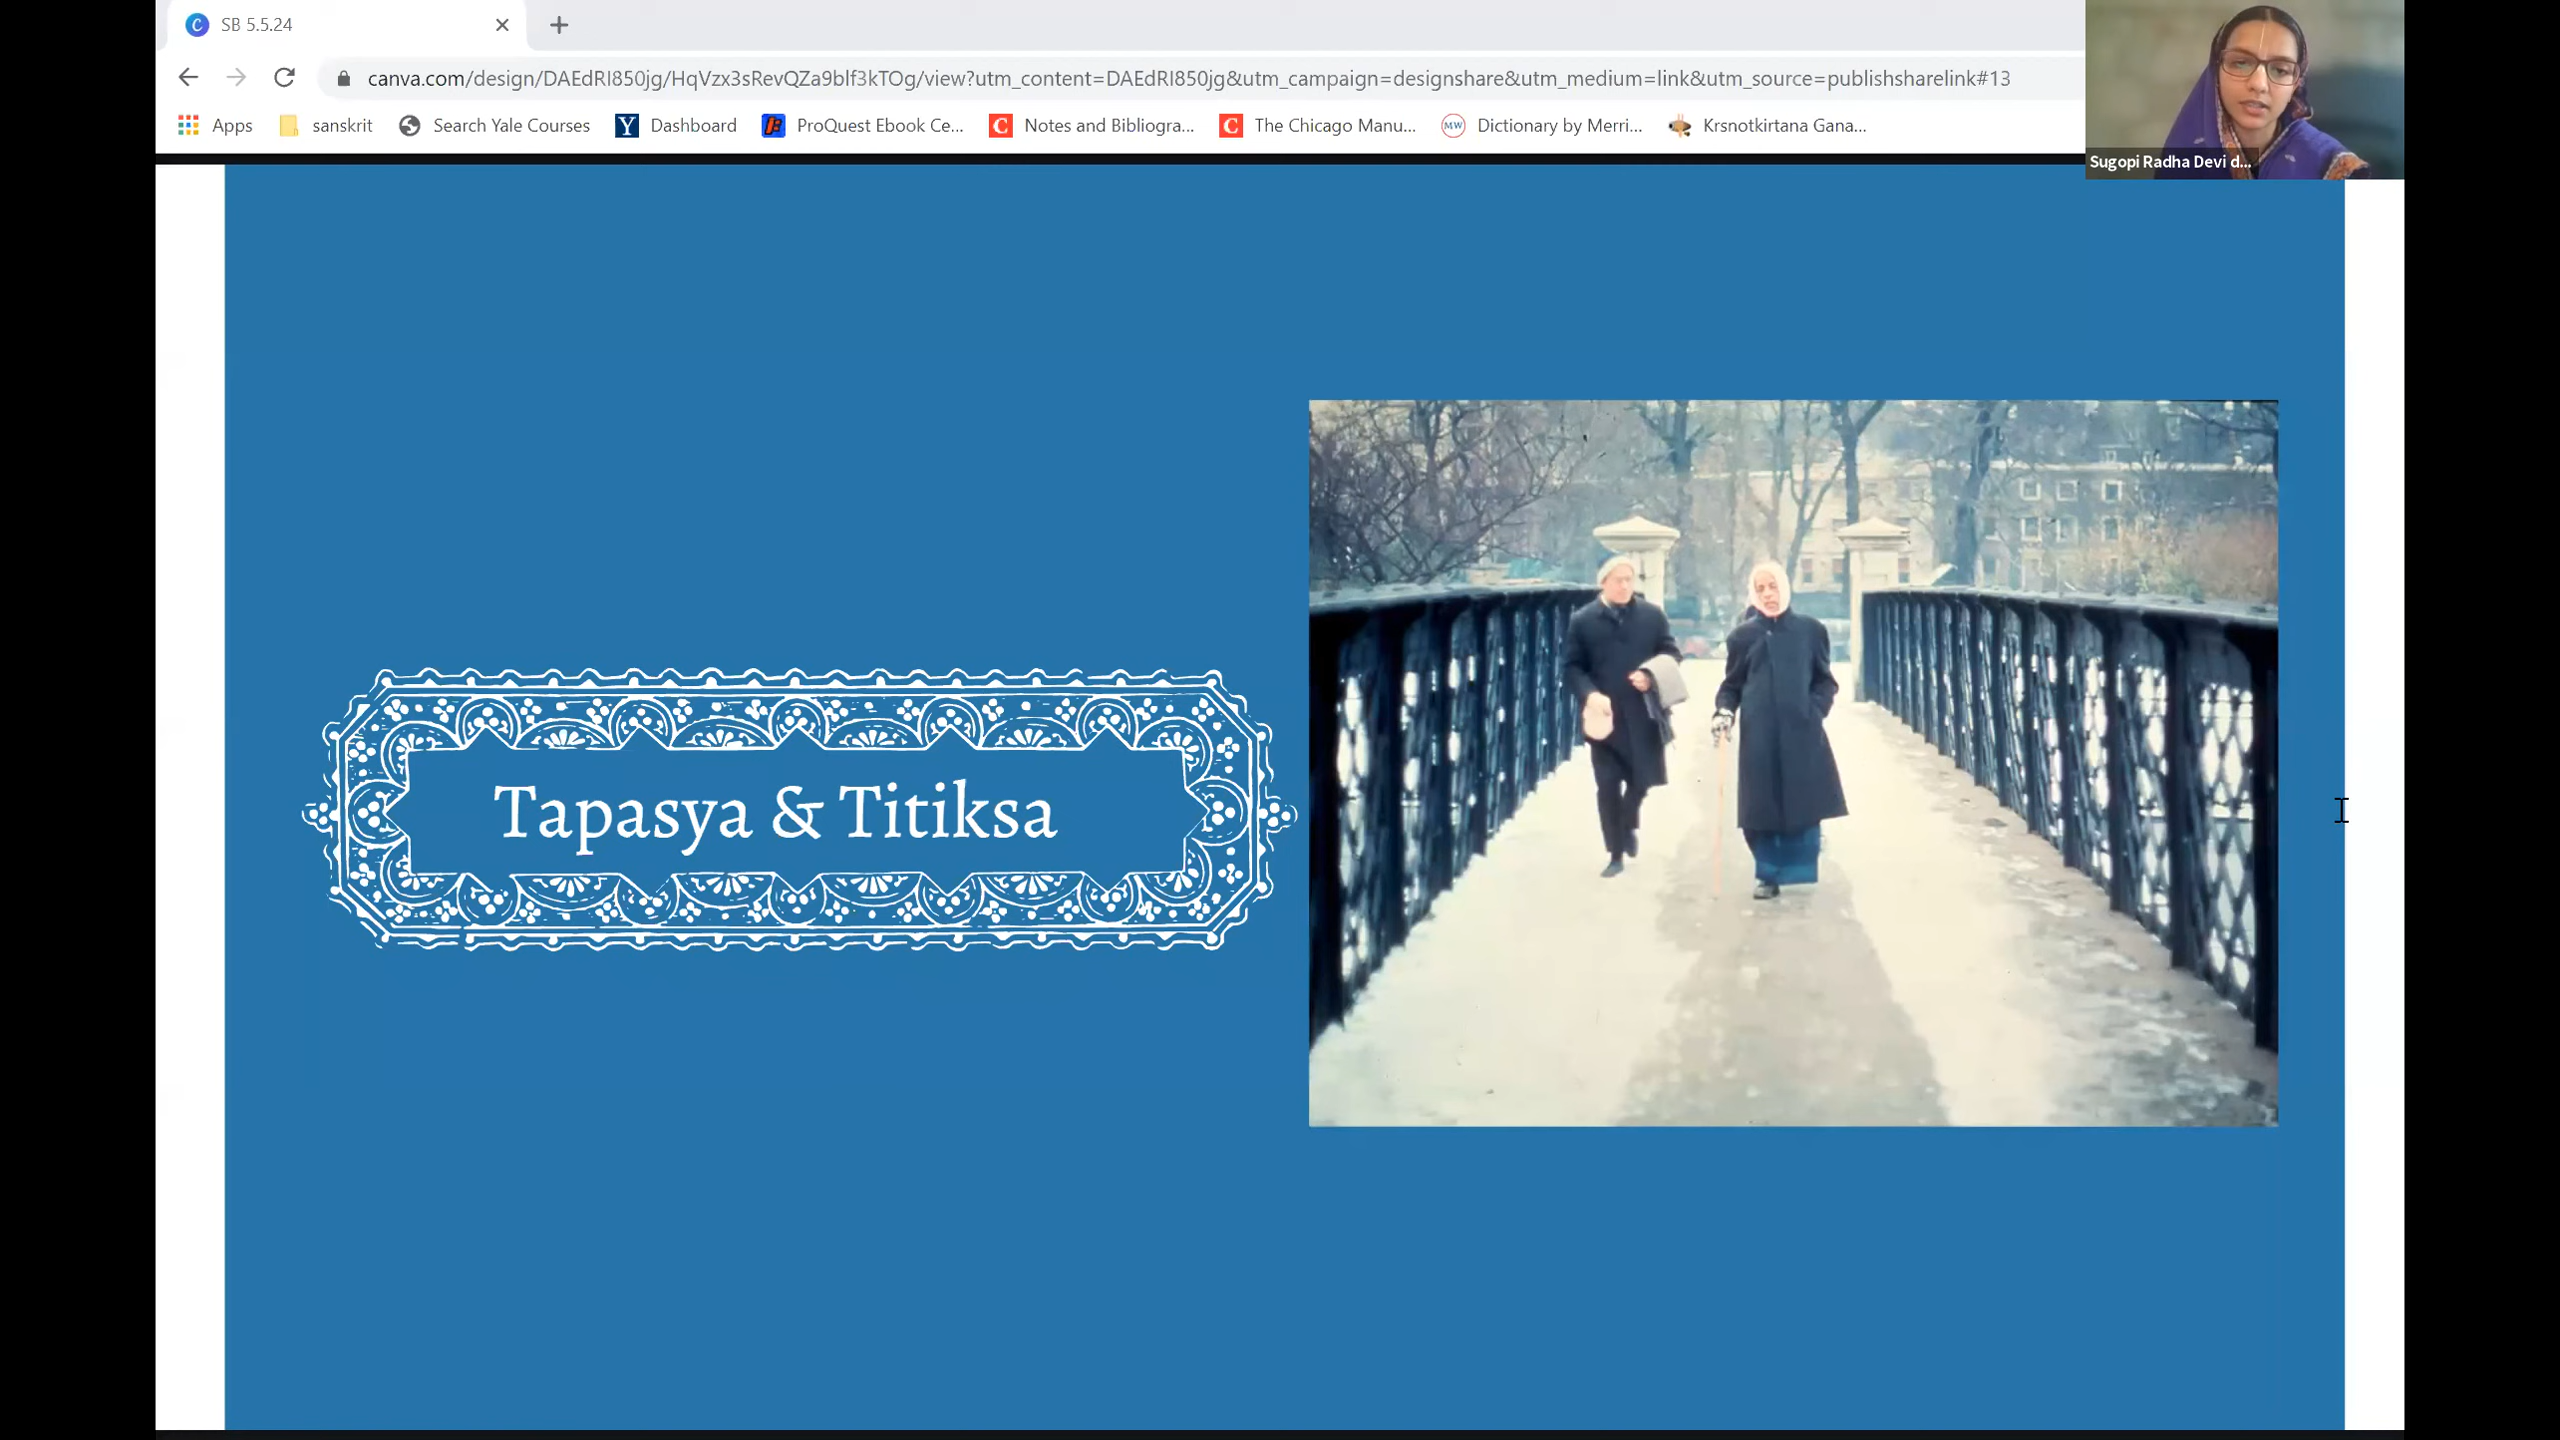 SB 5.5.24
canva.com/design/DAEdRI850jg/HqVzx3sRevQZa9blf3kTOg/view?utm_content=DAEdRI850jg&utm_campaign=designshare&utm_medium=link&utm_source=publishsharelink#13
Apps sanskrit Search Yale Courses Dashboard ProQuest Ebook Ce... Notes and Bibliogra... The Chicago Manu... Dictionary by Merri... Krsnotkirtana Gana...
Sugopi Radha Devi d...
Tapasya & Titiksa